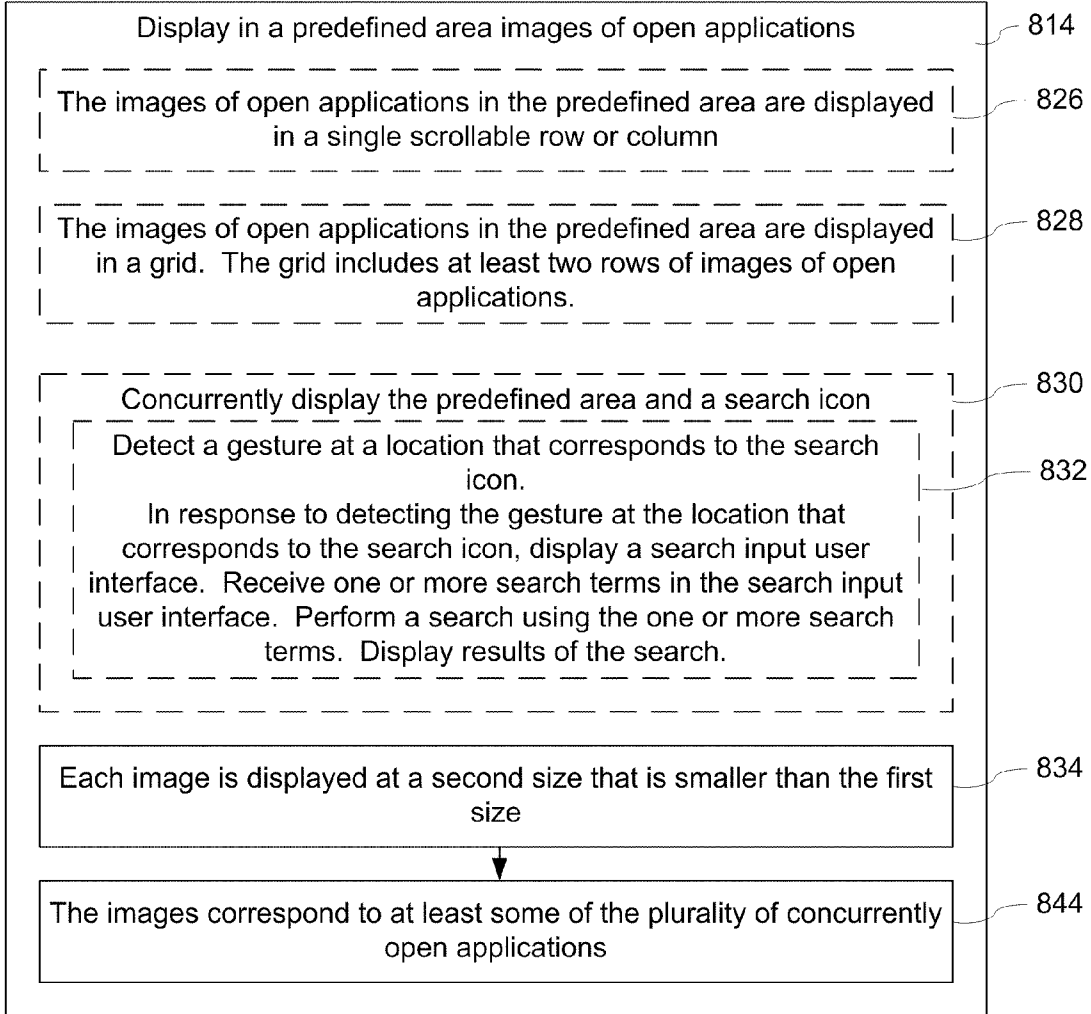 Display in a predefined area images of open applications
814
The images of open applications in the predefined area are displayed
in a single scrollable row or column
826
The images of open applications in the predefined area are displayed
in a grid.  The grid includes at least two rows of images of open
applications.
828
Concurrently display the predefined area and a search icon
830
Detect a gesture at a location that corresponds to the search
icon.
In response to detecting the gesture at the location that
corresponds to the search icon, display a search input user
interface.  Receive one or more search terms in the search input
user interface.  Perform a search using the one or more search
terms.  Display results of the search.
832
Each image is displayed at a second size that is smaller than the first
size
834
The images correspond to at least some of the plurality of concurrently
open applications
844